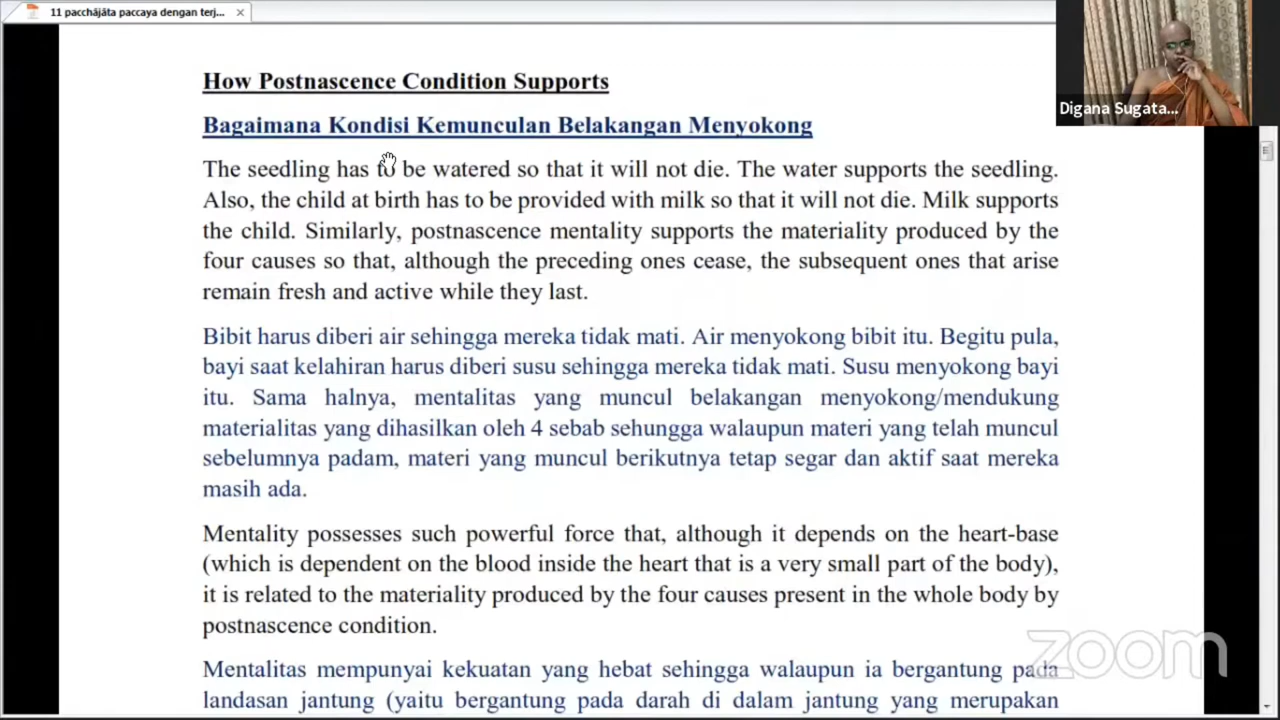 11 pacchājāta paccaya dengan terj...
Digana Sugata...
How Postnascence Condition Supports
Bagaimana Kondisi Kemunculan Belakangan Menyokong
The seedling has to be watered so that it will not die. The water supports the seedling.
Also, the child at birth has to be provided with milk so that it will not die. Milk supports
the child. Similarly, postnascence mentality supports the materiality produced by the
four causes so that, although the preceding ones cease, the subsequent ones that arise
remain fresh and active while they last.
Bibit harus diberi air sehingga mereka tidak mati. Air menyokong bibit itu. Begitu pula,
bayi saat kelahiran harus diberi susu sehingga mereka tidak mati. Susu menyokong bayi
itu. Sama halnya, mentalitas yang muncul belakangan menyokong/mendukung
materialitas yang dihasilkan oleh 4 sebab sehungga walaupun materi yang telah muncul
sebelumnya padam, materi yang muncul berikutnya tetap segar dan aktif saat mereka
masih ada.
Mentality possesses such powerful force that, although it depends on the heart-base
(which is dependent on the blood inside the heart that is a very small part of the body),
it is related to the materiality produced by the four causes present in the whole body by
postnascence condition.
Mentalitas mempunyai kekuatan yang hebat sehingga walaupun ia bergantung pada
landasan jantung (yaitu bergantung pada darah di dalam jantung yang merupakan
zoom